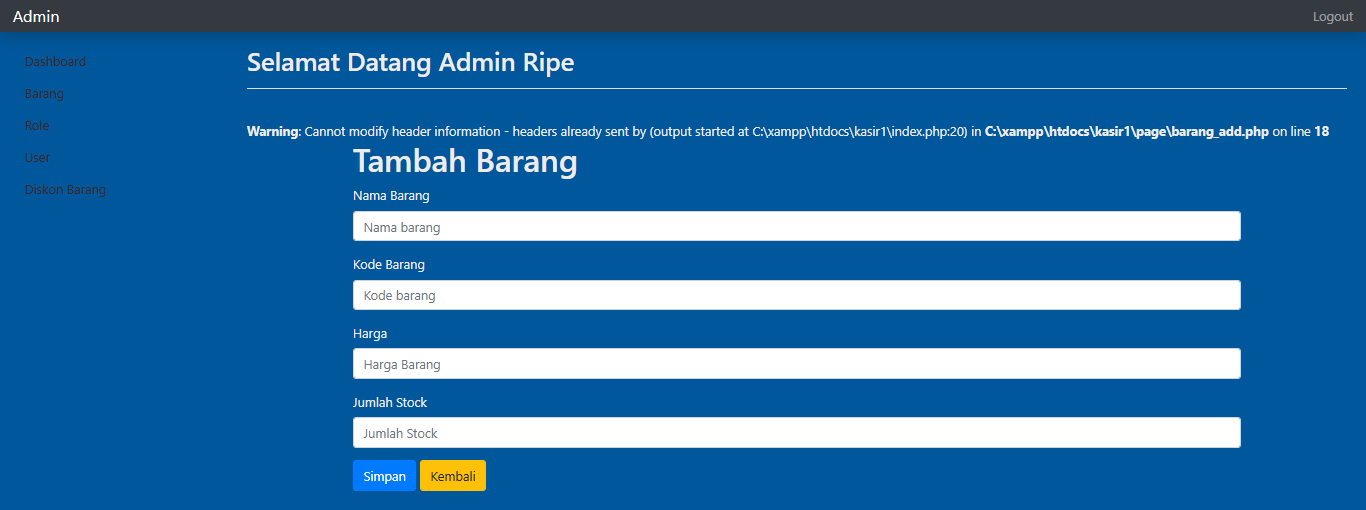 Admin
Logout
Dashboard
Barang
Role
User
Diskon Barang
Selamat Datang Admin Ripe
Warning: Cannot modify header information - headers already sent by (output started at C:\xampp\htdocs\kasir1\index.php:20) in C:\xampp\htdocs\kasir1\page\barang_add.php on line 18
Tambah Barang
Nama Barang
Nama barang
Kode Barang
Kode barang
Harga
Harga Barang
Jumlah Stock
Jumlah Stock
Simpan
Kembali